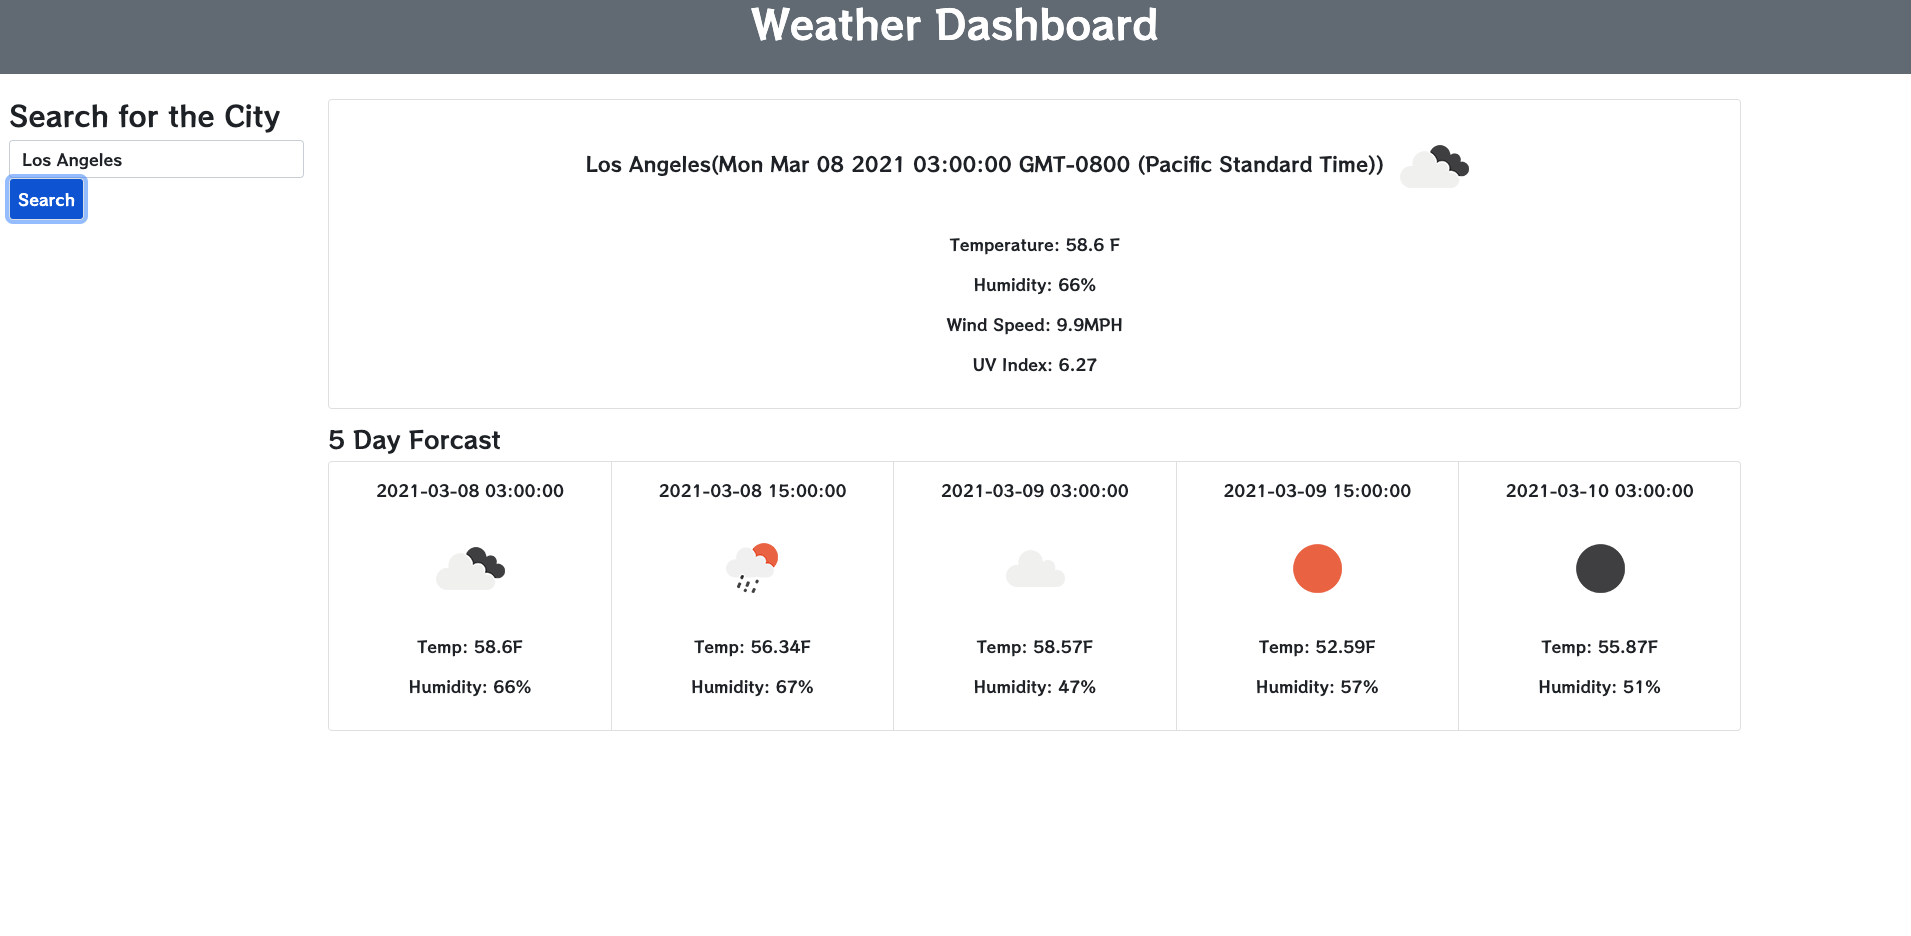 Weather Dashboard
Search for the City
Los Angeles
Search
Los Angeles(Mon Mar 08 2021 03:00:00 GMT-0800 (Pacific Standard Time))
Temperature: 58.6 F
Humidity: 66%
Wind Speed: 9.9MPH
UV Index: 6.27
5 Day Forcast
2021-03-08 03:00:00
Temp: 58.6F
Humidity: 66%
2021-03-08 15:00:00
Temp: 56.34F
Humidity: 67%
2021-03-09 03:00:00
Temp: 58.57F
Humidity: 47%
2021-03-09 15:00:00
Temp: 52.59F
Humidity: 57%
2021-03-10 03:00:00
Temp: 55.87F
Humidity: 51%